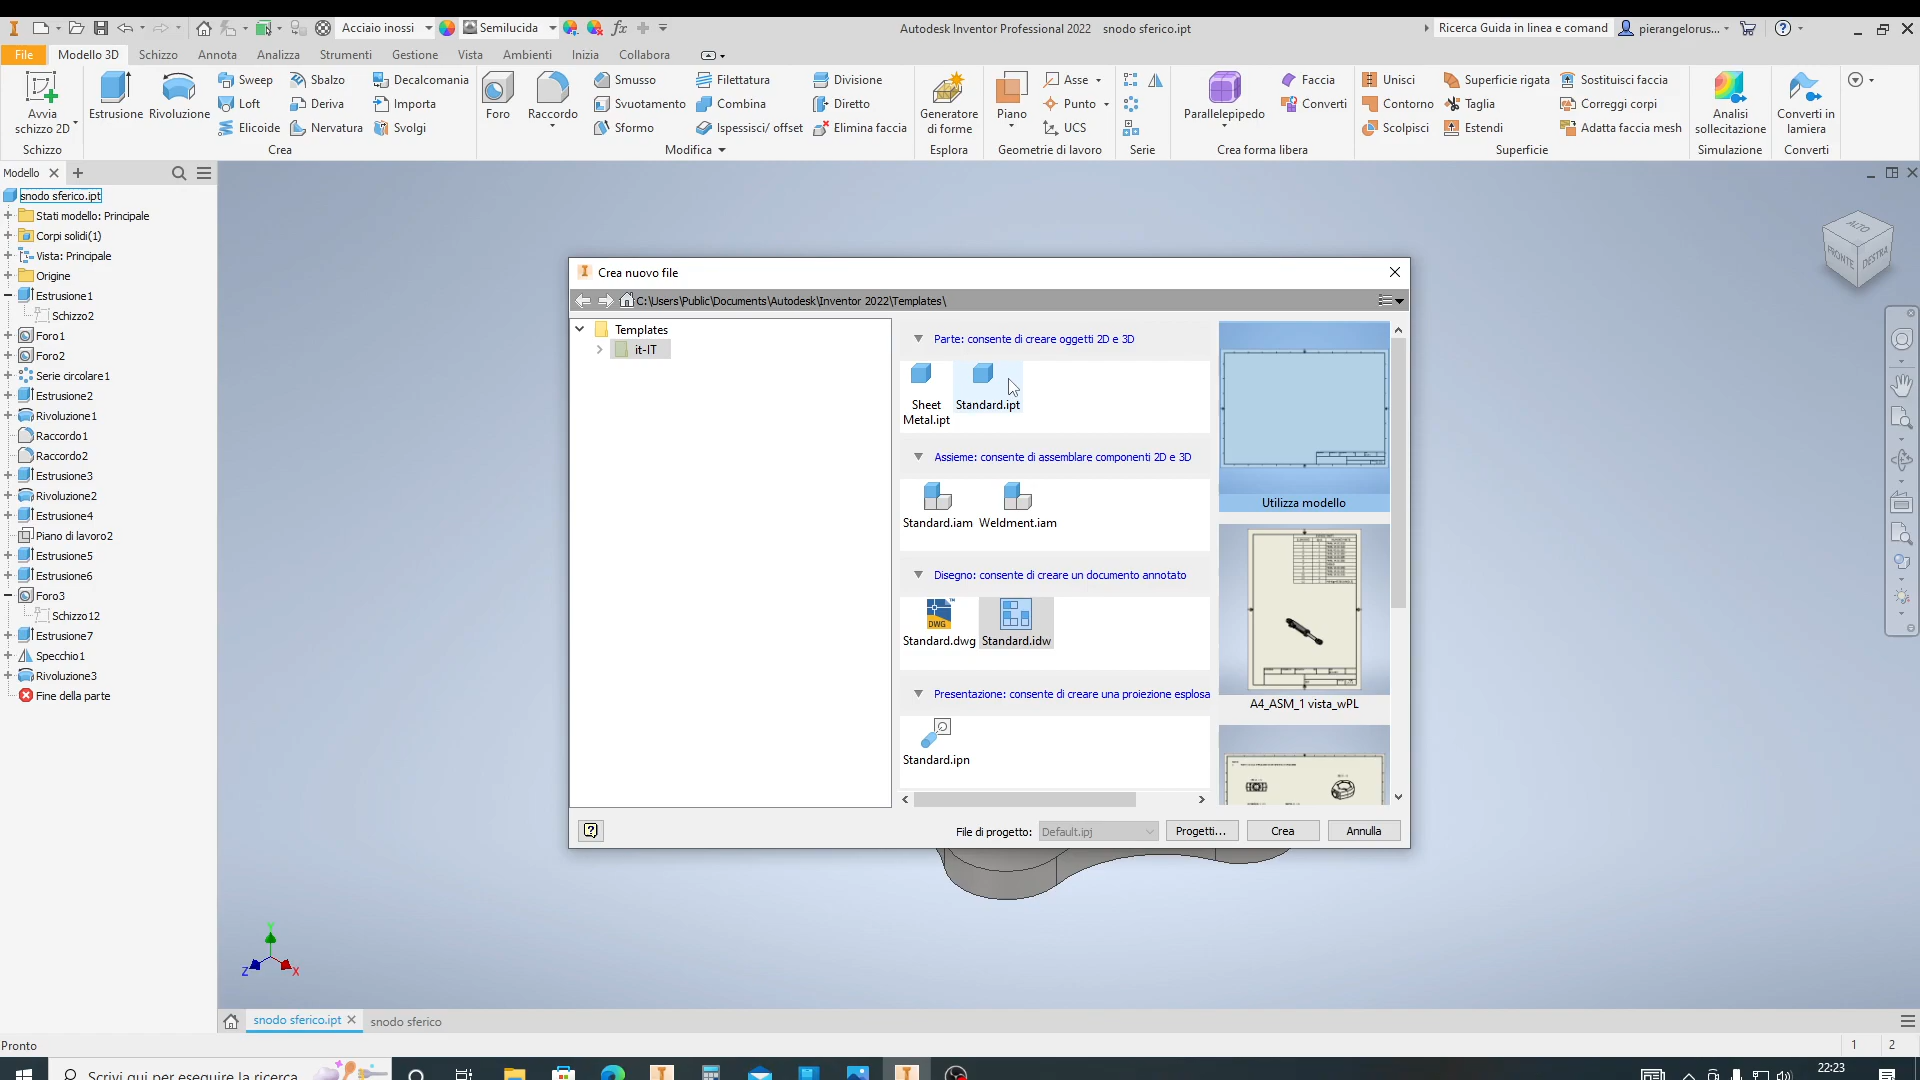 Acciaio inossi
Semilucida
Autodesk Inventor Professional 2022 snodo sferico.ipt
Ricerca Guida in linea e comand
pierangelorus...
File Modello 3D Schizzo Annota Analizza Strumenti Gestione Vista Ambienti Inizia Collabora
Avvia
schizzo 2D
Estrusione
Rivoluzione
Sweep
Loft
Elicoide
Sbalzo
Deriva
Nervatura
Decalcomania
Importa
Svolgi
Foro
Raccordo
Smusso
Svuotamento
Sformo
Filettatura
Combina
Ispessisci/ offset
Divisione
Diretto
Elimina faccia
Generatore
di forme
Piano
Asse
Punto
UCS
Parallelepipedo
Faccia
Converti
Unisci
Contorno
Scolpisci
Superficie rigata
Taglia
Estendi
Sostituisci faccia
Correggi corpi
Adatta faccia mesh
Analisi
sollecitazione
Converti in
lamiera
Schizzo Crea Modifica Esplora Geometrie di lavoro Serie Crea forma libera Superficie Simulazione Converti
Modello
snodo sferico.ipt
Stati modello: Principale
Corpi solidi(1)
Vista: Principale
Origine
Estrusione1
Schizzo2
Foro1
Foro2
Serie circolare1
Estrusione2
Rivoluzione1
Raccordo1
Raccordo2
Estrusione3
Rivoluzione2
Estrusione4
Piano di lavoro2
Estrusione5
Estrusione6
Foro3
Schizzo12
Estrusione7
Specchio1
Rivoluzione3
Fine della parte
ALTO
FRONTE
DESTRA
Crea nuovo file
C:\Users\Public\Documents\Autodesk\Inventor 2022\Templates\
Templates
it-IT
Parte: consente di creare oggetti 2D e 3D
Sheet
Metal.ipt
Standard.ipt
Assieme: consente di assemblare componenti 2D e 3D
Standard.iam
Weldment.iam
Disegno: consente di creare un documento annotato
DWG
Standard.dwg
Standard.idw
Presentazione: consente di creare una proiezione esplosa
Standard.ipn
Utilizza modello
A4_ASM_1 vista_wPL
File di progetto: Default.ipj
Progetti...
Crea
Annulla
Y
Z
X
snodo sferico.ipt
snodo sferico
Pronto
1 2
Scrivi qui per eseguire la ricerca
22:23